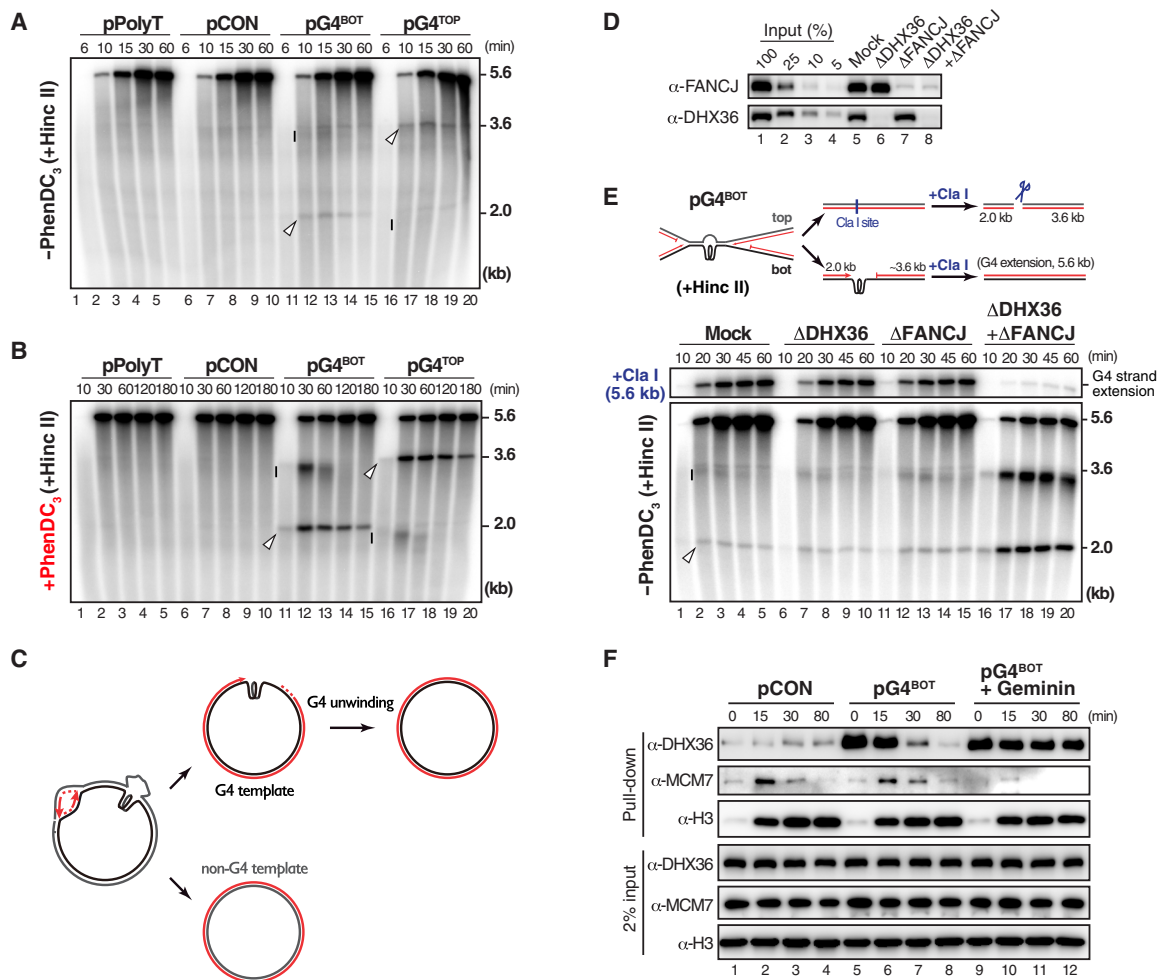 A
pPolyT pCON pG4BOT pG4TOP
6 10 15 30 60 6 10 15 30 60 6 10 15 30 60 6 10 15 30 60 (min)
−PhenDC3 (+Hinc II)
5.6
3.6
2.0
(kb)
1 2 3 4 5 6 7 8 9 10 11 12 13 14 15 16 17 18 19 20
B
pPolyT pCON pG4BOT pG4TOP
10 30 60 120 180 10 30 60 120 180 10 30 60 120 180 10 30 60 120 180 (min)
+PhenDC3 (+Hinc II)
5.6
3.6
2.0
(kb)
1 2 3 4 5 6 7 8 9 10 11 12 13 14 15 16 17 18 19 20
C
G4 unwinding
G4 template
non-G4 template
D
Input (%)
100 25 10 5 Mock ΔDHX36 ΔFANCJ ΔDHX36 +ΔFANCJ
α-FANCJ
α-DHX36
1 2 3 4 5 6 7 8
E
pG4BOT
top
bot
(+Hinc II)
Cla I site
+Cla I
2.0 kb 3.6 kb
2.0 kb ~3.6 kb
+Cla I
(G4 extension, 5.6 kb)
Mock ΔDHX36 ΔFANCJ ΔDHX36 +ΔFANCJ
10 20 30 45 60 10 20 30 45 60 10 20 30 45 60 10 20 30 45 60 (min)
+Cla I
(5.6 kb)
G4 strand
extension
−PhenDC3 (+Hinc II)
5.6
3.6
2.0
(kb)
1 2 3 4 5 6 7 8 9 10 11 12 13 14 15 16 17 18 19 20
F
pCON pG4BOT pG4BOT + Geminin
0 15 30 80 0 15 30 80 0 15 30 80 (min)
Pull-down
α-DHX36
α-MCM7
α-H3
2% input
α-DHX36
α-MCM7
α-H3
1 2 3 4 5 6 7 8 9 10 11 12